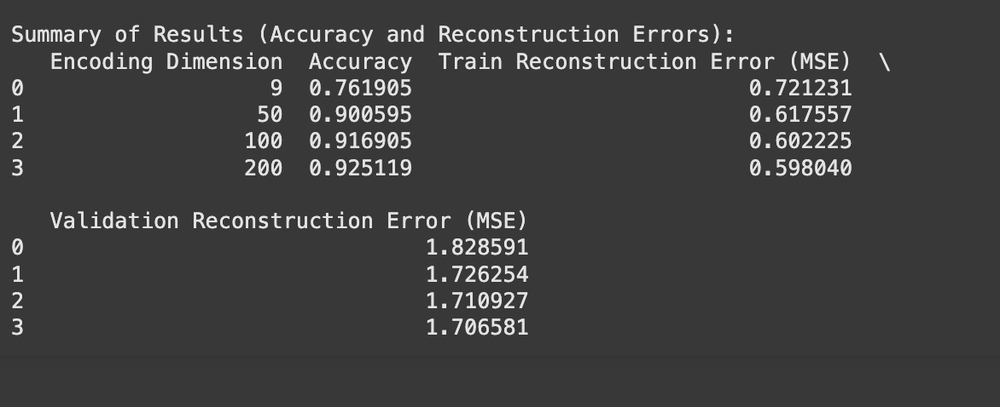 Summary of Results (Accuracy and Reconstruction Errors):
   Encoding Dimension  Accuracy  Train Reconstruction Error (MSE)  \
0                   9  0.761905                          0.721231
1                  50  0.900595                          0.617557
2                 100  0.916905                          0.602225
3                 200  0.925119                          0.598040
   Validation Reconstruction Error (MSE)
0                               1.828591
1                               1.726254
2                               1.710927
3                               1.706581